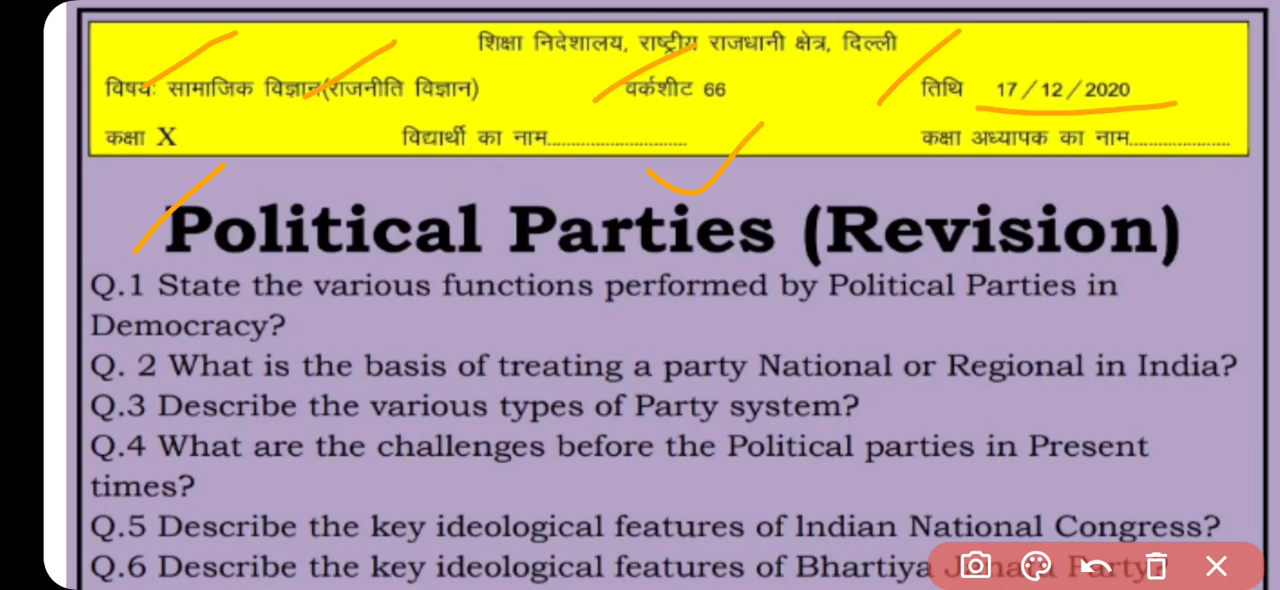 शिक्षा निदेशालय, राष्ट्रीय राजधानी क्षेत्र, दिल्ली
विषय: सामाजिक विज्ञान(राजनीति विज्ञान) वर्कशीट 66 तिथि 17/12/2020
कक्षा X विद्यार्थी का नाम............................... कक्षा अध्यापक का नाम......................
Political Parties (Revision)
Q.1 State the various functions performed by Political Parties in
Democracy?
Q. 2 What is the basis of treating a party National or Regional in India?
Q.3 Describe the various types of Party system?
Q.4 What are the challenges before the Political parties in Present
times?
Q.5 Describe the key ideological features of Indian National Congress?
Q.6 Describe the key ideological features of Bhartiya Janata Party?